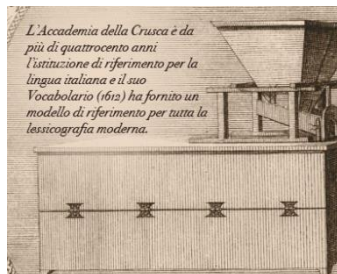 L'Accademia della Crusca è da
più di quattrocento anni
l'istituzione di riferimento per la
lingua italiana e il suo
Vocabolario (1612) ha fornito un
modello di riferimento per tutta la
lessicografia moderna.